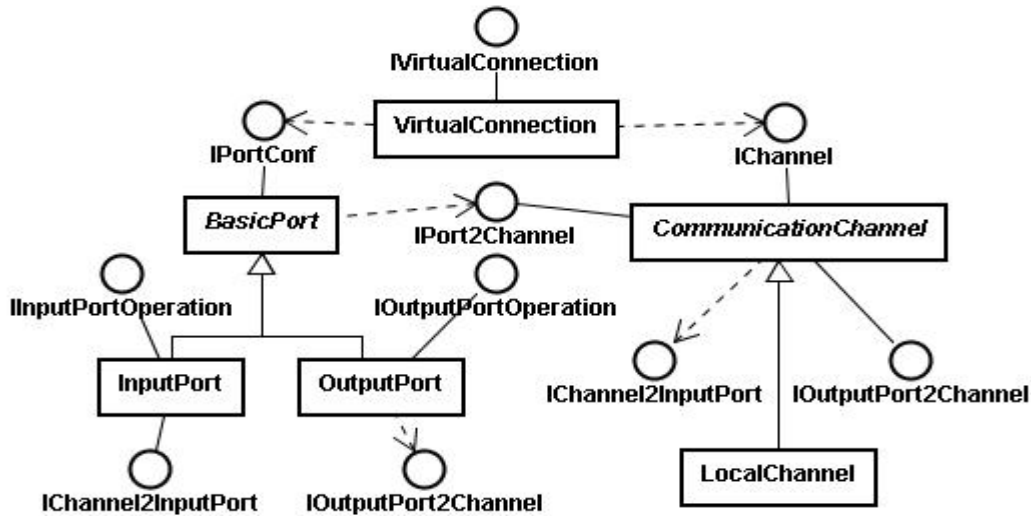 IVirtualConnection
VirtualConnection
IPortConf
IChannel
BasicPort
IPort2Channel
CommunicationChannel
IInputPortOperation
IOutputPortOperation
InputPort
OutputPort
IChannel2InputPort
IOutputPort2Channel
IChannel2InputPort
IOutputPort2Channel
LocalChannel